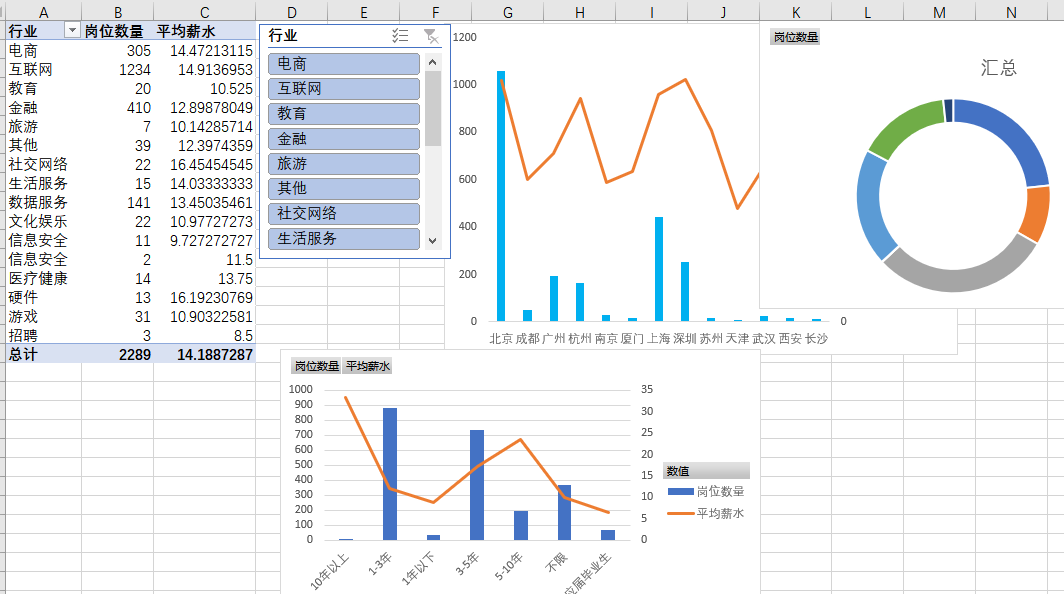 A B C D E F G H I J K L M N
行业 岗位数量 平均薪水
电商 305 14.47213115
互联网 1234 14.9136953
教育 20 10.525
金融 410 12.89878049
旅游 7 10.14285714
其他 39 12.3974359
社交网络 22 16.45454545
生活服务 15 14.03333333
数据服务 141 13.45035461
文化娱乐 22 10.97727273
信息安全 11 9.727272727
信息安全 2 11.5
医疗健康 14 13.75
硬件 13 16.19230769
游戏 31 10.90322581
招聘 3 8.5
总计 2289 14.1887287
行业
电商
互联网
教育
金融
旅游
其他
社交网络
生活服务
1200
1000
800
600
400
200
0
0
北京 成都 广州 杭州 南京 厦门 上海 深圳 苏州 天津 武汉 西安 长沙
岗位数量
汇总
岗位数量 平均薪水
1000
900
800
700
600
500
400
300
200
100
0
35
30
25
20
15
10
5
0
10年以上 1-3年 1年以下 3-5年 5-10年 不限 应届毕业生
数值
岗位数量
平均薪水